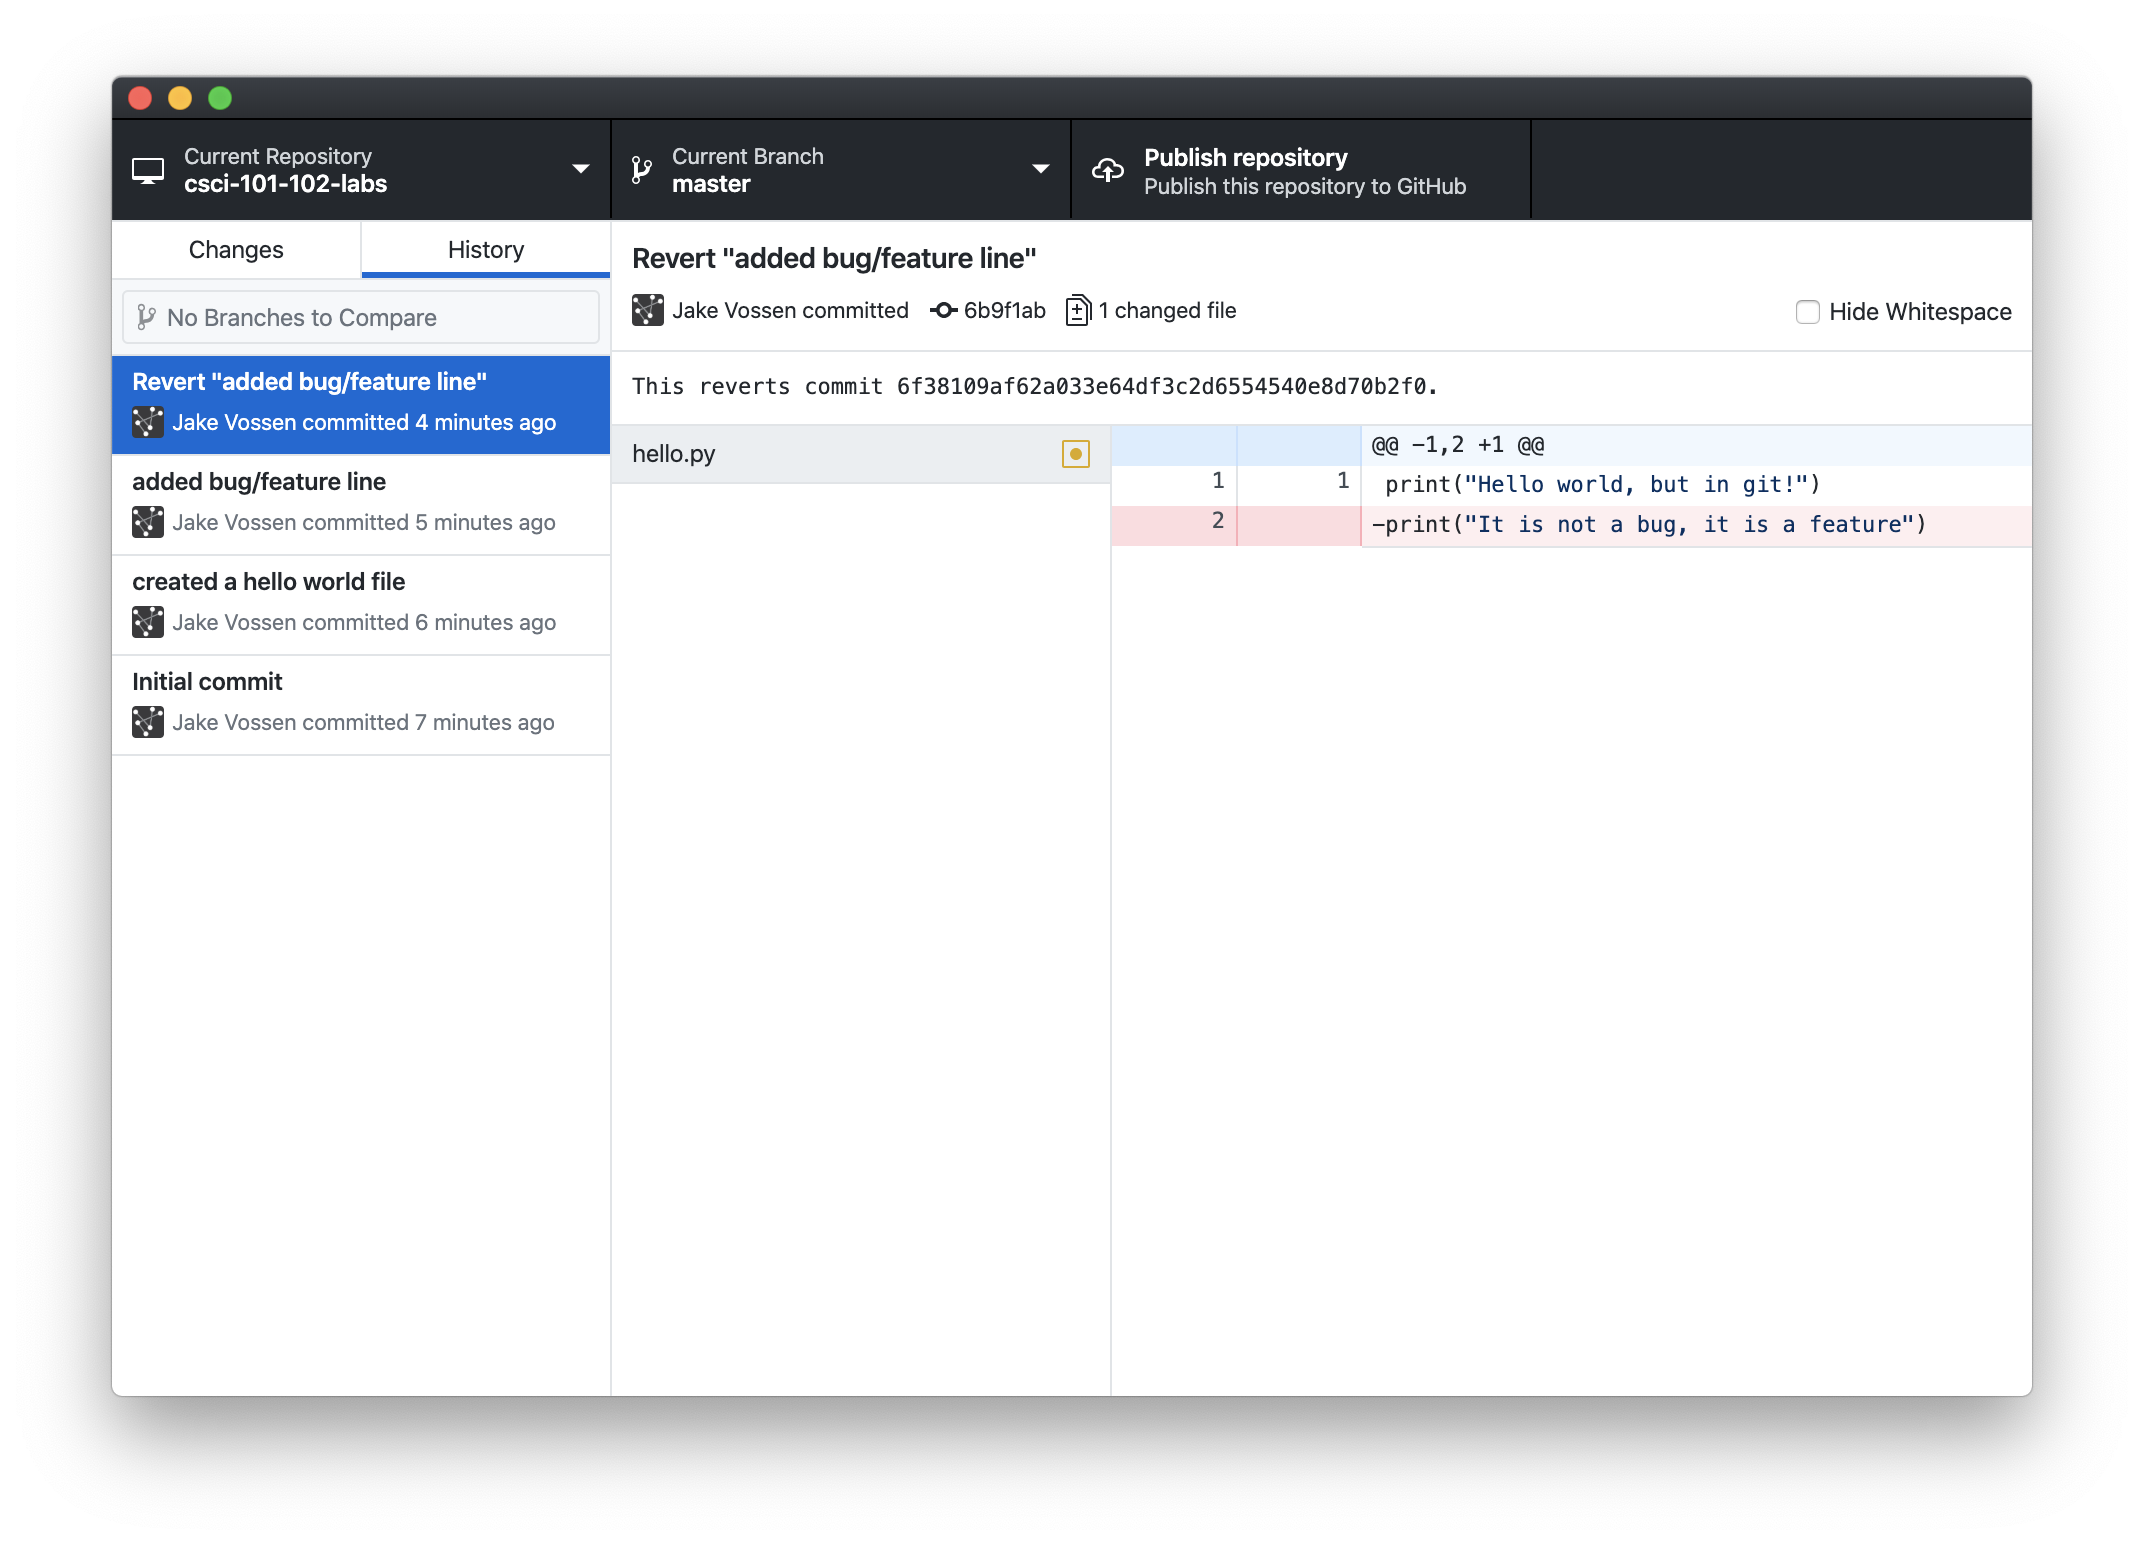 Current Repository
csci-101-102-labs
Current Branch
master
Publish repository
Publish this repository to GitHub
Changes
History
No Branches to Compare
Revert "added bug/feature line"
Jake Vossen committed 4 minutes ago
added bug/feature line
Jake Vossen committed 5 minutes ago
created a hello world file
Jake Vossen committed 6 minutes ago
Initial commit
Jake Vossen committed 7 minutes ago
Revert "added bug/feature line"
Jake Vossen committed 6b9f1ab 1 changed file
Hide Whitespace
This reverts commit 6f38109af62a033e64df3c2d6554540e8d70b2f0.
hello.py
@@ -1,2 +1 @@
1 1 print("Hello world, but in git!")
2 -print("It is not a bug, it is a feature")